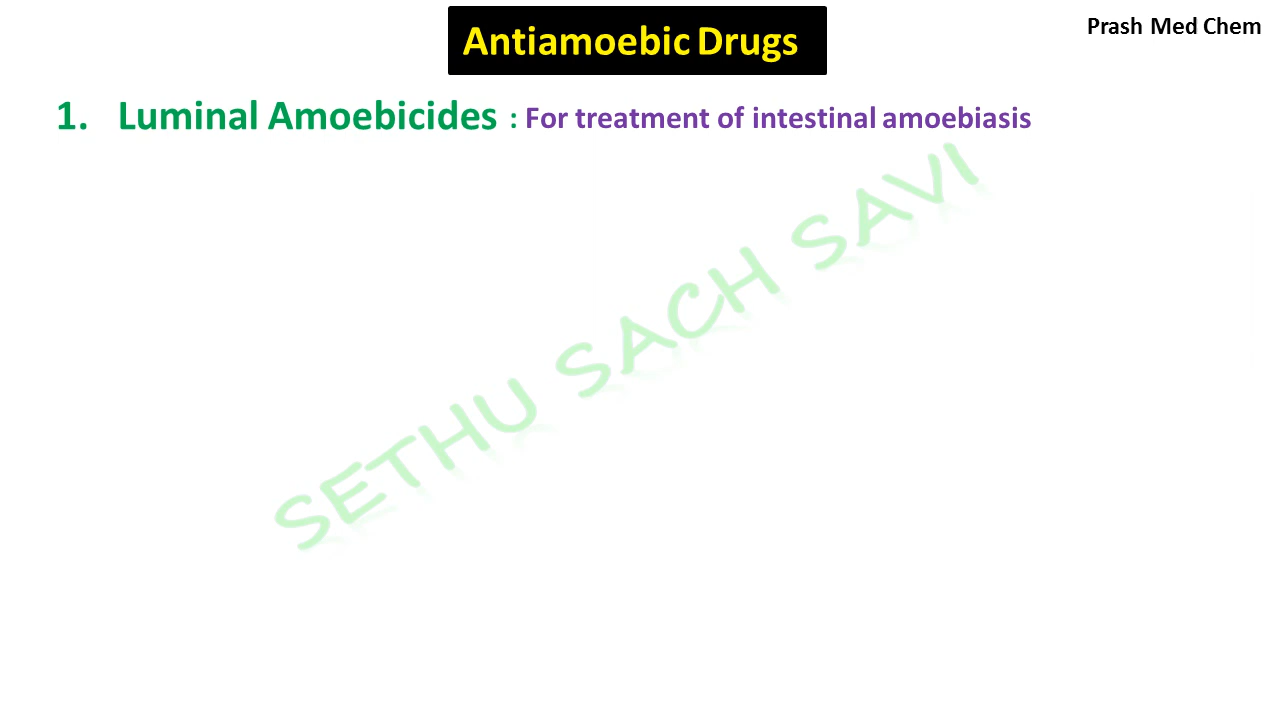 Prash Med Chem
Antiamoebic Drugs
1. Luminal Amoebicides : For treatment of intestinal amoebiasis
SETHU SACH SAVI